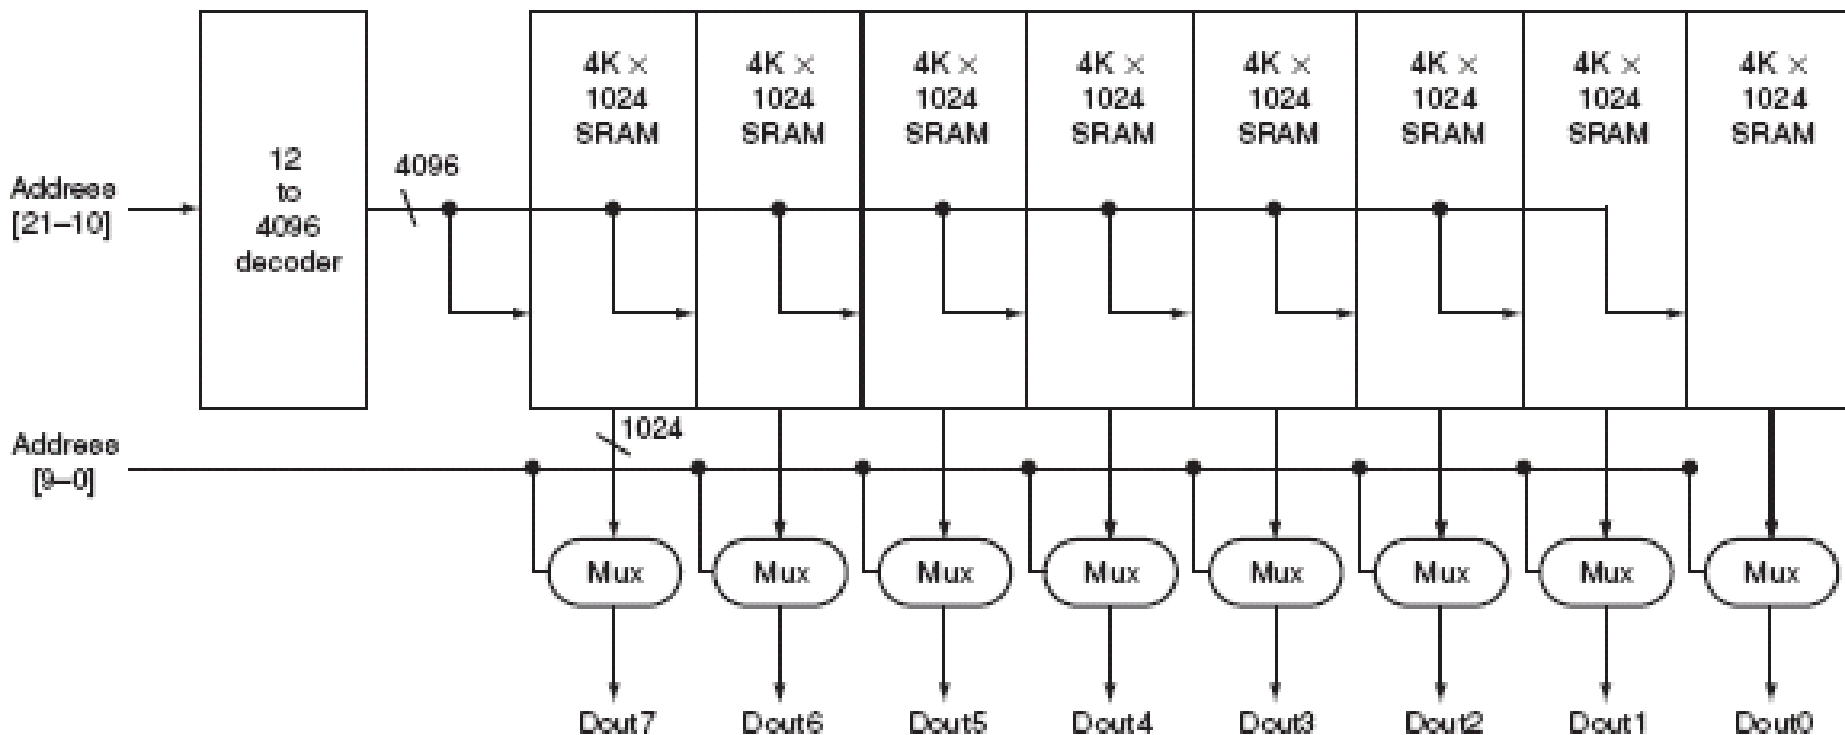 4K × 4K × 4K × 4K × 4K × 4K × 4K × 4K ×
1024 1024 1024 1024 1024 1024 1024 1024
SRAM SRAM SRAM SRAM SRAM SRAM SRAM SRAM
Address
[21–10]
12
to
4096
decoder
4096
1024
Address
[9–0]
Mux Mux Mux Mux Mux Mux Mux Mux
Dout7 Dout6 Dout5 Dout4 Dout3 Dout2 Dout1 Dout0